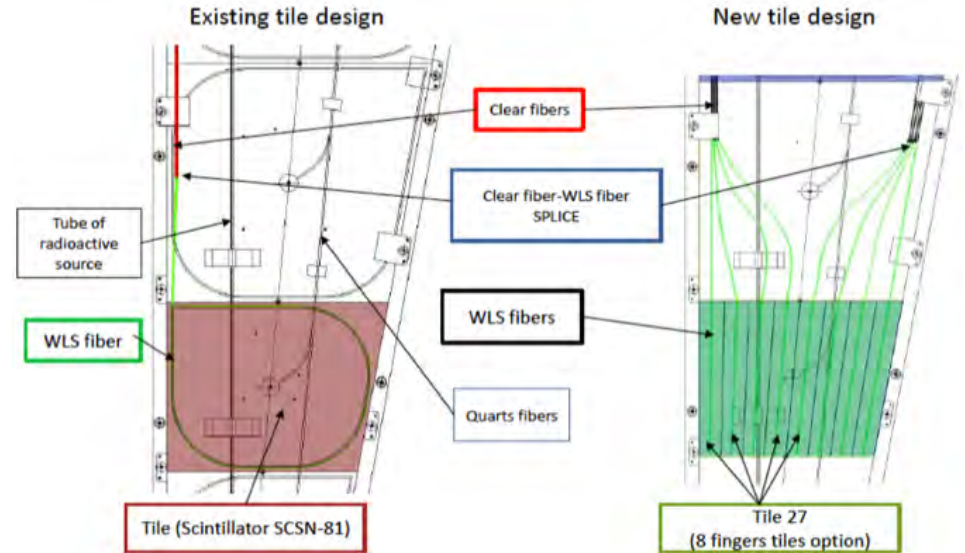 Existing tile design
New tile design
Clear fibers
Clear fiber-WLS fiber
SPLICE
Tube of
radioactive
source
WLS fiber
WLS fibers
Quarts fibers
Tile (Scintillator SCSN-81)
Tile 27
(8 fingers tiles option)